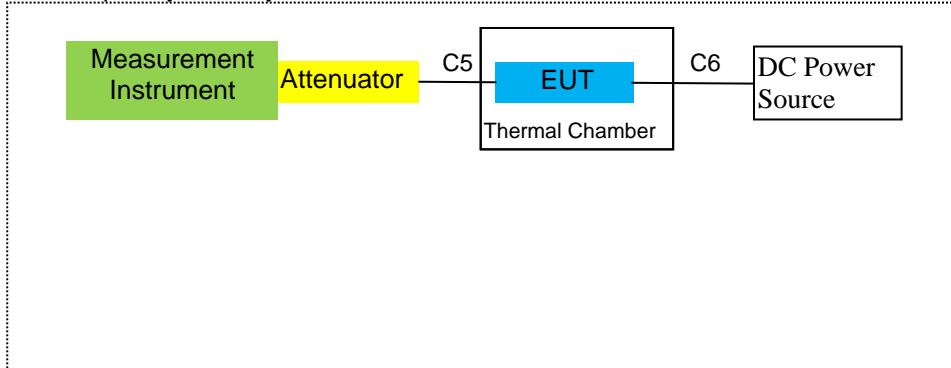 Measurement
Instrument
Attenuator
C5
EUT
Thermal Chamber
C6
DC Power
Source